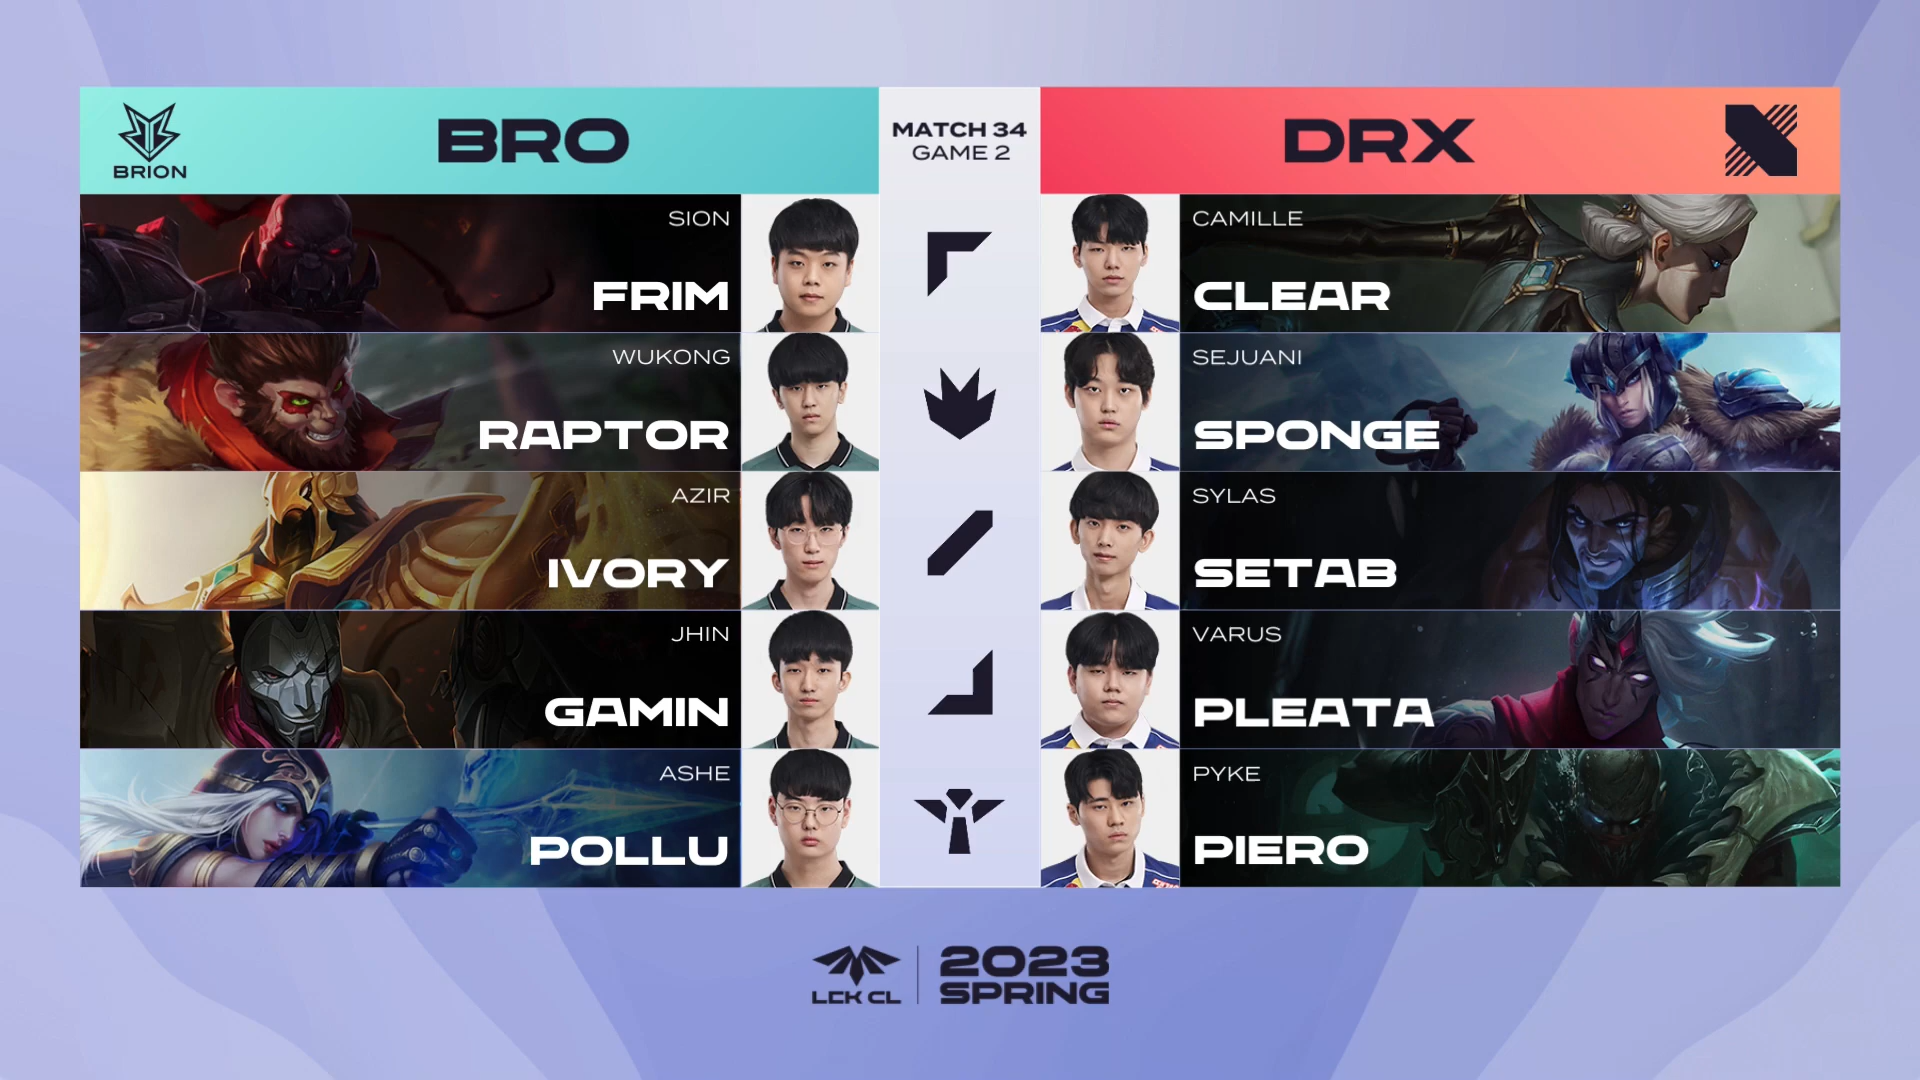 BRION
BRO
MATCH 34
GAME 2
DRX
SION
FRIM
CAMILLE
CLEAR
WUKONG
RAPTOR
SEJUANI
SPONGE
AZIR
IVORY
SYLAS
SETAB
JHIN
GAMIN
VARUS
PLEATA
ASHE
POLLU
PYKE
PIERO
LCK CL
2023
SPRING